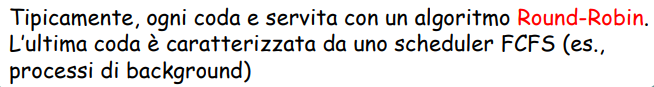 Tipicamente, ogni coda e servita con un algoritmo Round-Robin.
L'ultima coda è caratterizzata da uno scheduler FCFS (es.,
processi di background)